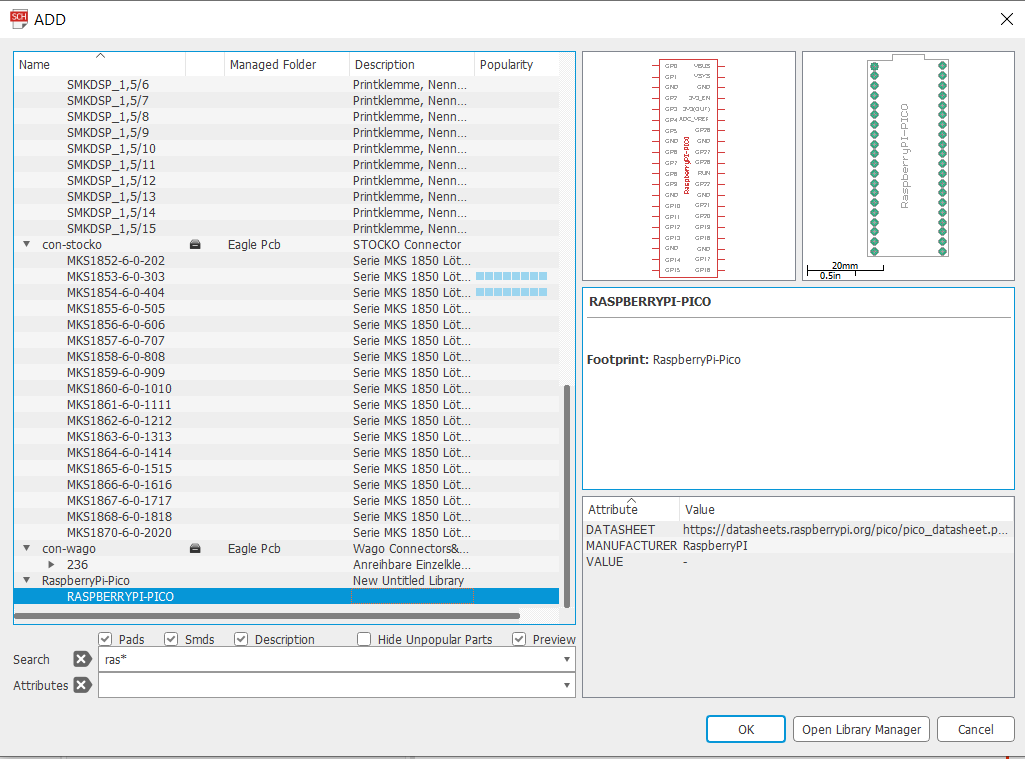 SCH ADD
Name Managed Folder Description Popularity
SMKDSP_1,5/6 Printklemme, Nenn...
SMKDSP_1,5/7 Printklemme, Nenn...
SMKDSP_1,5/8 Printklemme, Nenn...
SMKDSP_1,5/9 Printklemme, Nenn...
SMKDSP_1,5/10 Printklemme, Nenn...
SMKDSP_1,5/11 Printklemme, Nenn...
SMKDSP_1,5/12 Printklemme, Nenn...
SMKDSP_1,5/13 Printklemme, Nenn...
SMKDSP_1,5/14 Printklemme, Nenn...
SMKDSP_1,5/15 Printklemme, Nenn...
con-stocko Eagle Pcb STOCKO Connector
MKS1852-6-0-202 Serie MKS 1850 Löt...
MKS1853-6-0-303 Serie MKS 1850 Löt...
MKS1854-6-0-404 Serie MKS 1850 Löt...
MKS1855-6-0-505 Serie MKS 1850 Löt...
MKS1856-6-0-606 Serie MKS 1850 Löt...
MKS1857-6-0-707 Serie MKS 1850 Löt...
MKS1858-6-0-808 Serie MKS 1850 Löt...
MKS1859-6-0-909 Serie MKS 1850 Löt...
MKS1860-6-0-1010 Serie MKS 1850 Löt...
MKS1861-6-0-1111 Serie MKS 1850 Löt...
MKS1862-6-0-1212 Serie MKS 1850 Löt...
MKS1863-6-0-1313 Serie MKS 1850 Löt...
MKS1864-6-0-1414 Serie MKS 1850 Löt...
MKS1865-6-0-1515 Serie MKS 1850 Löt...
MKS1866-6-0-1616 Serie MKS 1850 Löt...
MKS1867-6-0-1717 Serie MKS 1850 Löt...
MKS1868-6-0-1818 Serie MKS 1850 Löt...
MKS1870-6-0-2020 Serie MKS 1850 Löt...
con-wago Eagle Pcb Wago Connectors&...
236 Anreihbare Einzelkle...
RaspberryPi-Pico New Untitled Library
RASPBERRYPI-PICO
Pads Smds Description Hide Unpopular Parts Preview
Search ras*
Attributes
GP0 VBUS
GP1 VSYS
GND GND
GP2 3V3_EN
GP3 3V3(OUT)
GP4 ADC_VREF
GP5 GP28
GND GND
GP6 GP27
GP7 GP26
GP8 RUN
GP9 GP22
GND GND
GP10 GP21
GP11 GP20
GP12 GP19
GP13 GP18
GND GND
GP14 GP17
GP15 GP16
RaspberryPI-PICO
RaspberryPI-PICO
20mm
0.5in
RASPBERRYPI-PICO
Footprint: RaspberryPi-Pico
Attribute Value
DATASHEET https://datasheets.raspberrypi.org/pico/pico_datasheet.p...
MANUFACTURER RaspberryPI
VALUE -
OK Open Library Manager Cancel